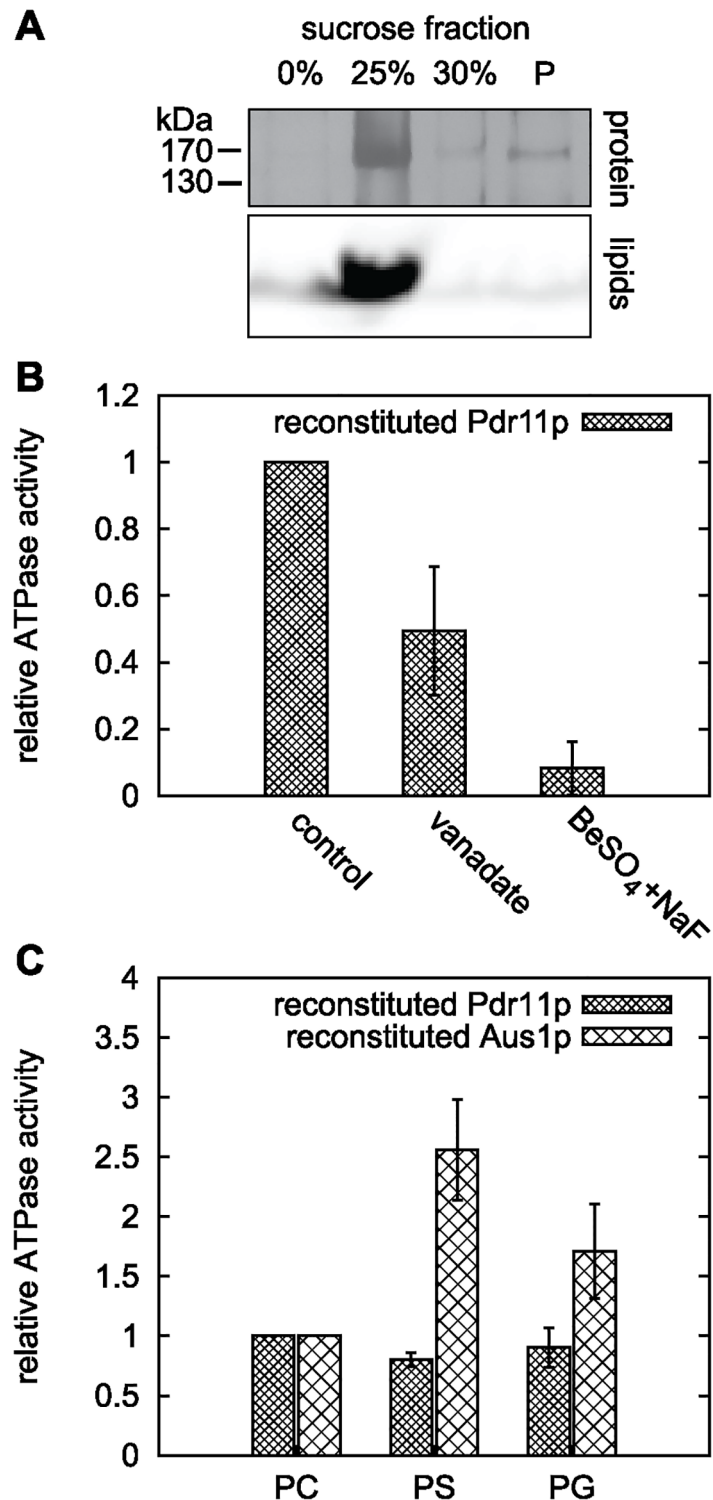 A
sucrose fraction
0% 25% 30% P
kDa
170
130
protein
lipids
B
relative ATPase activity
1.2
1
0.8
0.6
0.4
0.2
0
reconstituted Pdr11p
control
vanadate
BeSO₄+NaF
C
relative ATPase activity
4
3.5
3
2.5
2
1.5
1
0.5
0
reconstituted Pdr11p
reconstituted Aus1p
PC PS PG